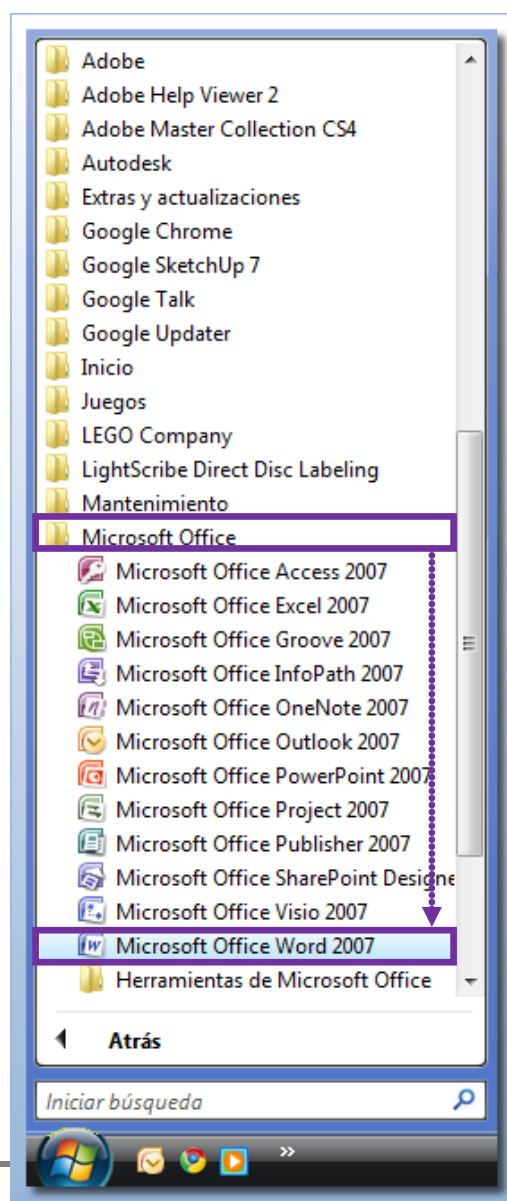 Adobe
Adobe Help Viewer 2
Adobe Master Collection CS4
Autodesk
Extras y actualizaciones
Google Chrome
Google SketchUp 7
Google Talk
Google Updater
Inicio
Juegos
LEGO Company
LightScribe Direct Disc Labeling
Mantenimiento
Microsoft Office
Microsoft Office Access 2007
Microsoft Office Excel 2007
Microsoft Office Groove 2007
Microsoft Office InfoPath 2007
Microsoft Office OneNote 2007
Microsoft Office Outlook 2007
Microsoft Office PowerPoint 2007
Microsoft Office Project 2007
Microsoft Office Publisher 2007
Microsoft Office SharePoint Designe
Microsoft Office Visio 2007
Microsoft Office Word 2007
Herramientas de Microsoft Office
Atrás
Iniciar búsqueda